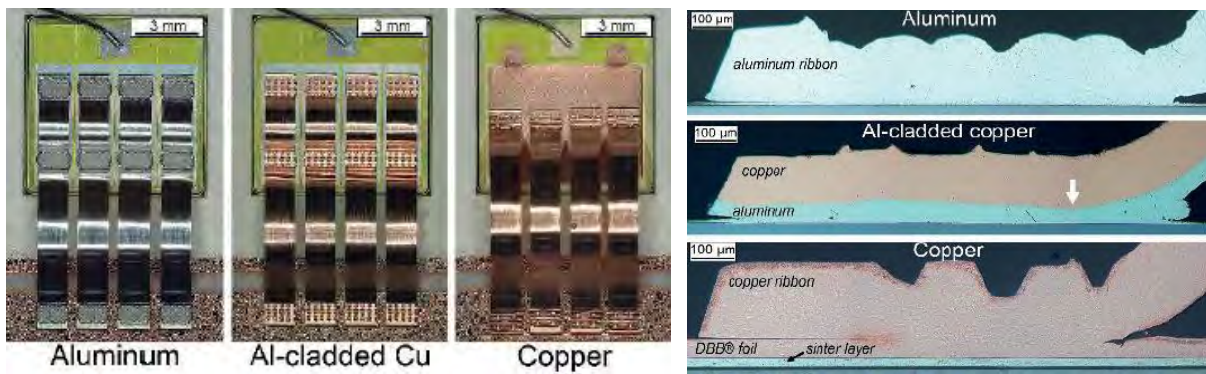 3 mm
3 mm
3 mm
Aluminum
Al-cladded Cu
Copper
100 µm
Aluminum
aluminum ribbon
100 µm
Al-cladded copper
copper
aluminum
100 µm
Copper
copper ribbon
DBB® foil
sinter layer